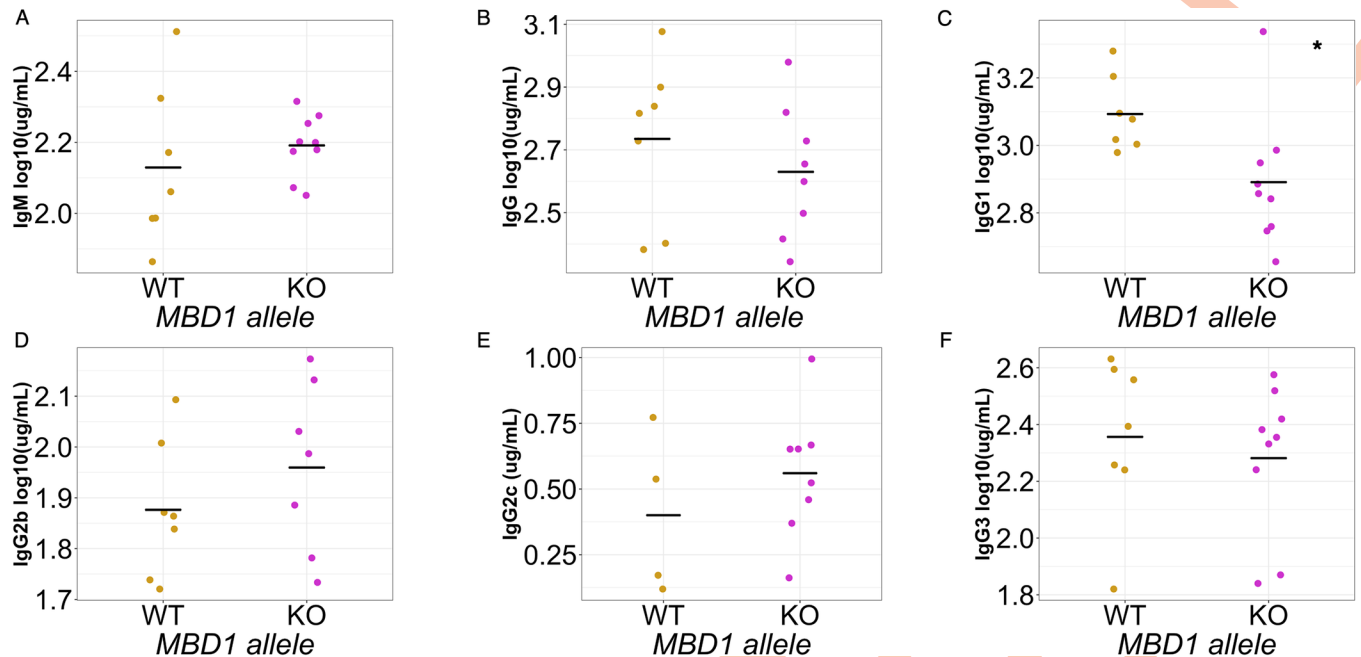 A
IgM log10(ug/mL)
2.4
2.2
2.0
WT KO
MBD1 allele
B
IgG log10(ug/mL)
3.1
2.9
2.7
2.5
WT KO
MBD1 allele
C
IgG1 log10(ug/mL)
3.2
3.0
2.8
*
WT KO
MBD1 allele
D
IgG2b log10(ug/mL)
2.1
2.0
1.9
1.8
1.7
WT KO
MBD1 allele
E
IgG2c (ug/mL)
1.00
0.75
0.50
0.25
WT KO
MBD1 allele
F
IgG3 log10(ug/mL)
2.6
2.4
2.2
2.0
1.8
WT KO
MBD1 allele